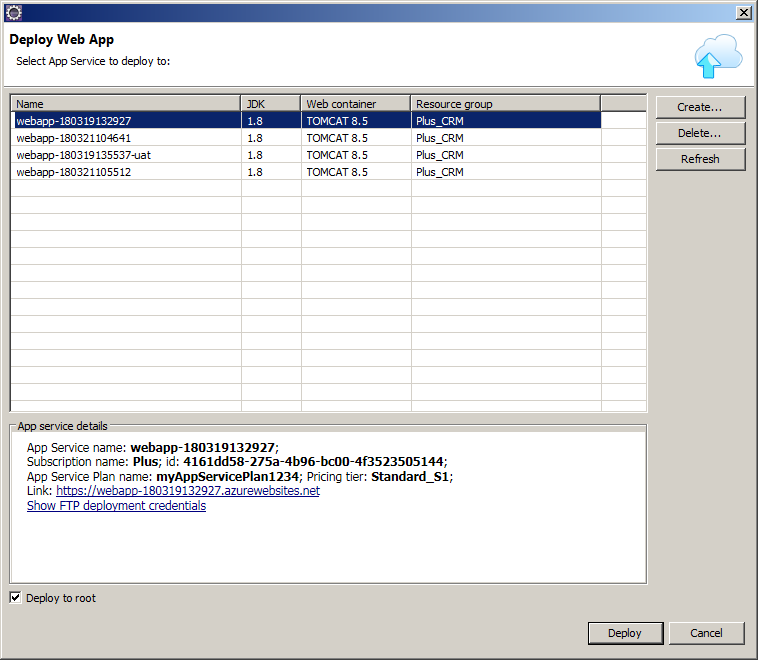 Deploy Web App
Select App Service to deploy to:
Name JDK Web container Resource group
webapp-180319132927 1.8 TOMCAT 8.5 Plus_CRM
webapp-180321104641 1.8 TOMCAT 8.5 Plus_CRM
webapp-180319135537-uat 1.8 TOMCAT 8.5 Plus_CRM
webapp-180321105512 1.8 TOMCAT 8.5 Plus_CRM
Create...
Delete...
Refresh
App service details
App Service name: webapp-180319132927;
Subscription name: Plus; id: 4161dd58-275a-4b96-bc00-4f3523505144;
App Service Plan name: myAppServicePlan1234; Pricing tier: Standard_S1;
Link: https://webapp-180319132927.azurewebsites.net
Show FTP deployment credentials
Deploy to root
Deploy Cancel